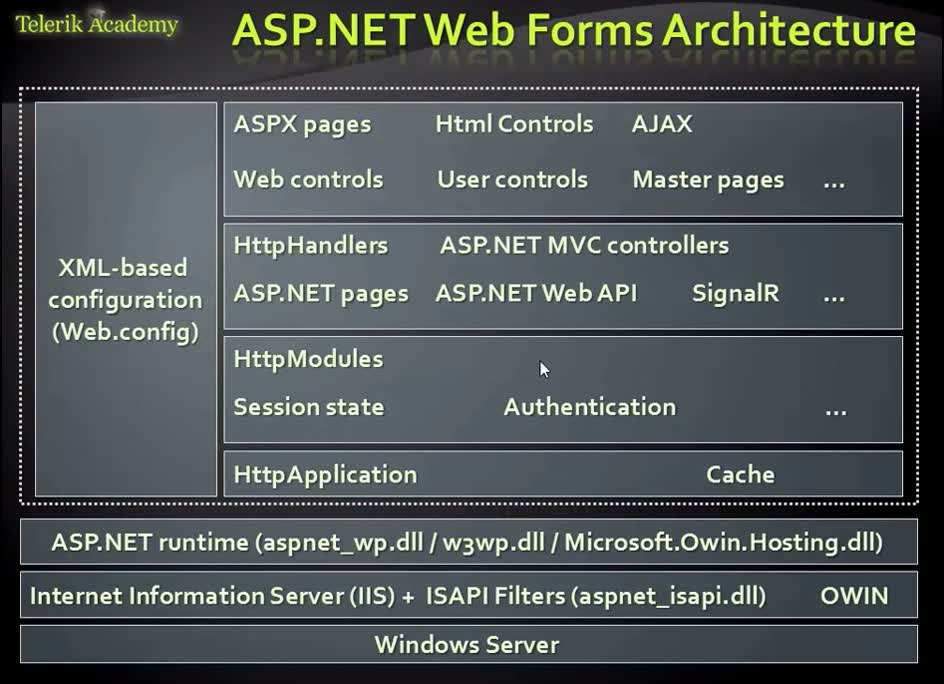 Telerik Academy
ASP.NET Web Forms Architecture
XML-based
configuration
(Web.config)
ASPX pages Html Controls AJAX
Web controls User controls Master pages ...
HttpHandlers ASP.NET MVC controllers
ASP.NET pages ASP.NET Web API SignalR ...
HttpModules
Session state Authentication ...
HttpApplication Cache
ASP.NET runtime (aspnet_wp.dll / w3wp.dll / Microsoft.Owin.Hosting.dll)
Internet Information Server (IIS) + ISAPI Filters (aspnet_isapi.dll) OWIN
Windows Server